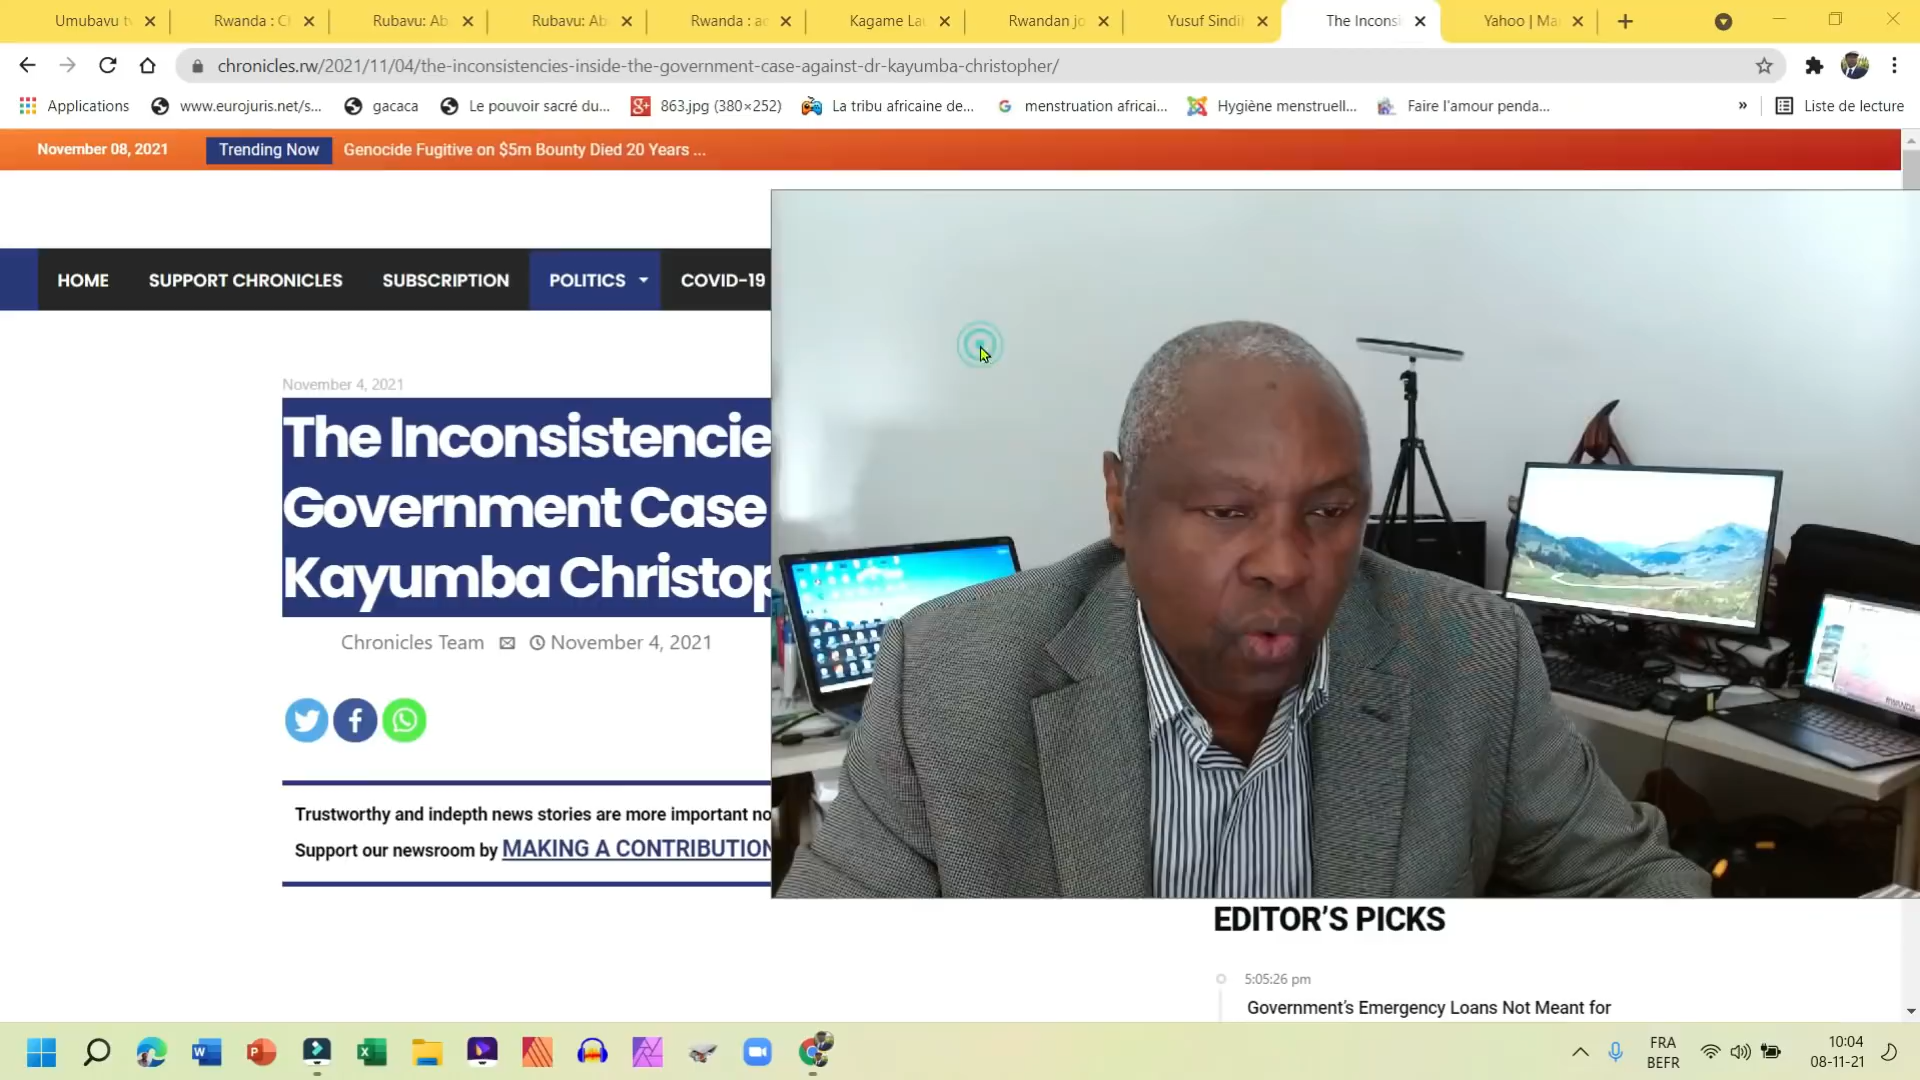 Umubavu tv
Rwanda : C
Rubavu: Ab
Rubavu: Ab
Rwanda : ac
Kagame La
Rwandan jo
Yusuf Sindi
The Inconsi
Yahoo | Ma
chronicles.rw/2021/11/04/the-inconsistencies-inside-the-government-case-against-dr-kayumba-christopher/
Applications
www.eurojuris.net/s...
gacaca
Le pouvoir sacré du...
863.jpg (380×252)
La tribu africaine de...
menstruation africai...
Hygiène menstruell...
Faire l'amour penda...
»
Liste de lecture
November 08, 2021
Trending Now
Genocide Fugitive on $5m Bounty Died 20 Years ...
HOME
SUPPORT CHRONICLES
SUBSCRIPTION
POLITICS
COVID-19
November 4, 2021
The Inconsistencie
Government Case
Kayumba Christop
Chronicles Team
November 4, 2021
Trustworthy and indepth news stories are more important no
Support our newsroom by MAKING A CONTRIBUTION
EDITOR'S PICKS
5:05:26 pm
Government's Emergency Loans Not Meant for
FRA
BEFR
10:04
08-11-21